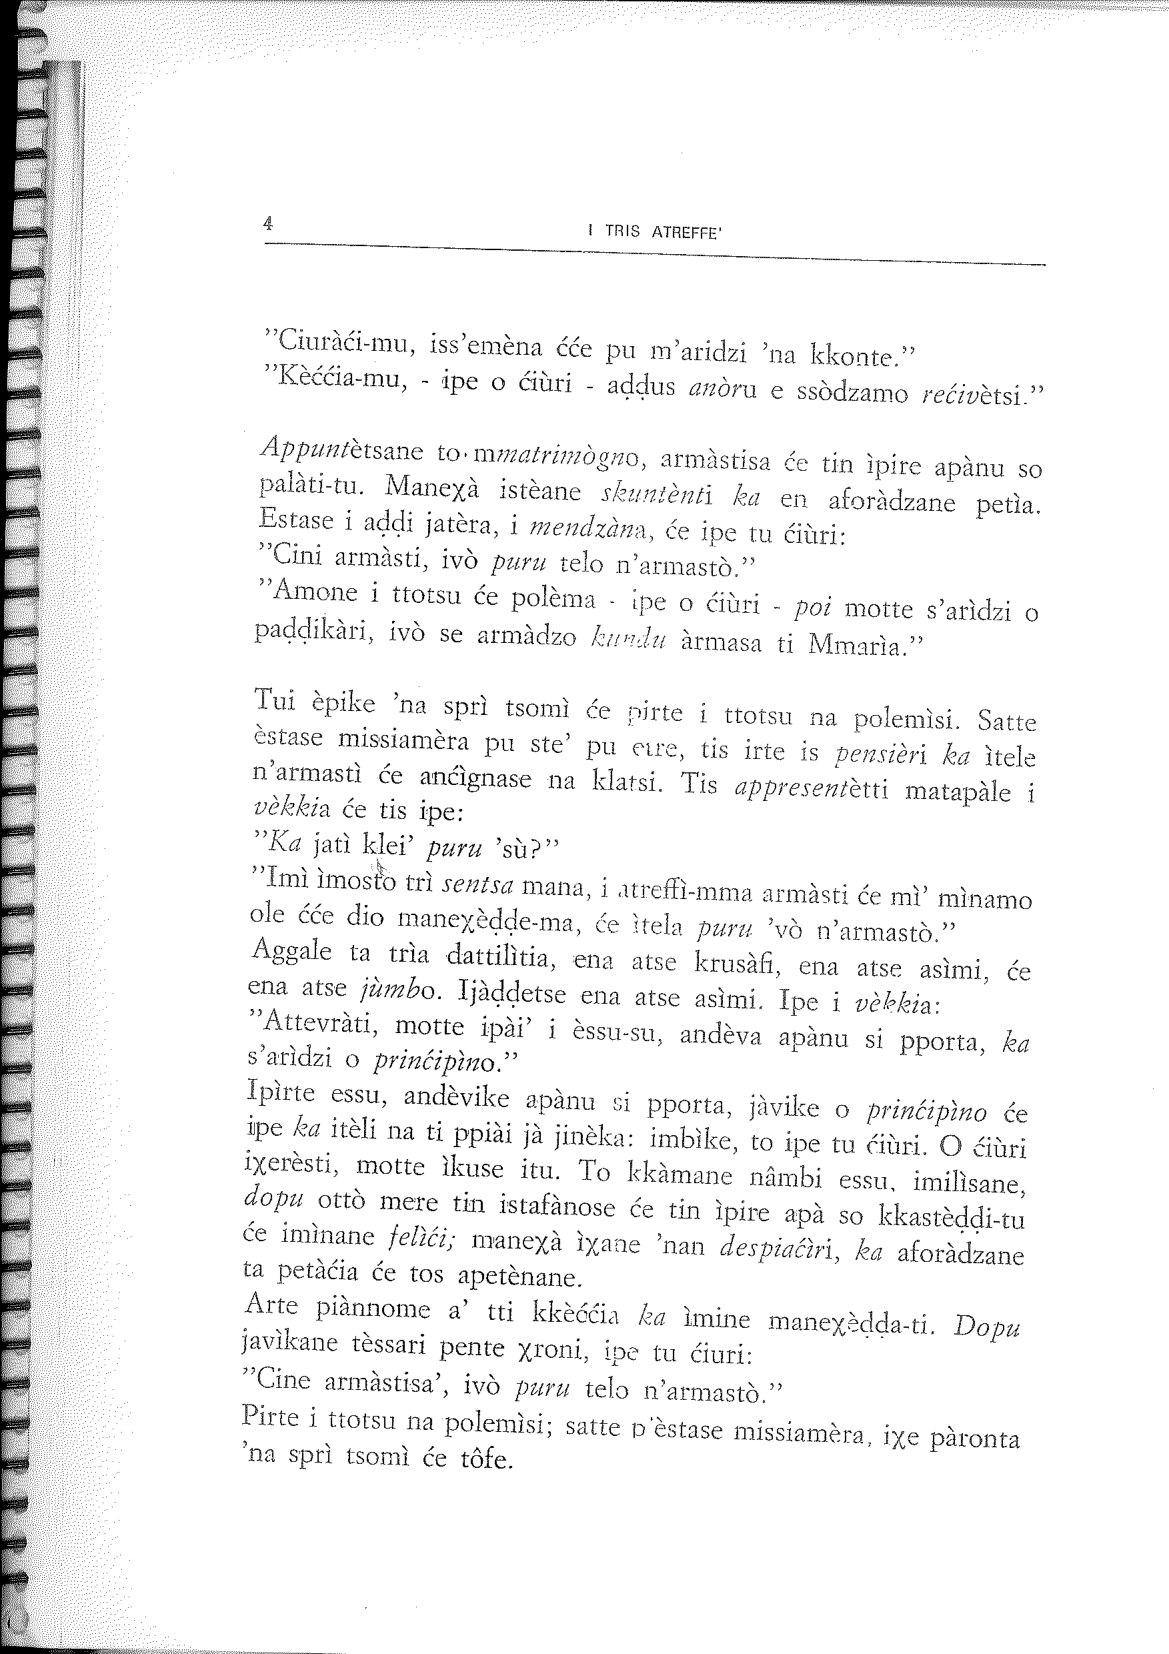 4
I TRIS ATREFFE'
”Ciuràći-mu, iss'emèna ćće pu m'aridzi 'na kkonte.”
”Kèććia-mu, - ipe o ćiùri - aḍḍus anòru e ssòdzamo rećivètsi.”
Appuntètsane to mmatrimògno, armàstisa će tin ìpire apànu so
palàti-tu. Maneχà istèane skuntènti ka en aforàdzane petìa.
Estase i aḍḍi jatèra, i mendzàna, će ipe tu ćiùri:
”Cini armàsti, ivò puru telo n'armastò.”
”Amone i ttotsu će polèma - ipe o ćiùri - poi motte s'arìdzi o
paḍḍikàri, ivò se armàdzo kundu àrmasa ti Mmarìa.”
Tui èpike 'na sprì tsomì će pirte i ttotsu na polemìsi. Satte
èstase missiamèra pu ste' pu eue, tis irte is pensièri ka ìtele
n'armastì će anćìgnase na klatsi. Tis appresentètti matapàle i
vèkkia će tis ipe:
”Ka jatì klei' puru 'sù?”
”Imì ìmosto trì sentsa mana, i atreffì-mma armàsti će mì' mìnamo
ole ćće dio maneχèḍḍe-ma, će ìtela puru 'vò n'armastò.”
Aggale ta trìa dattilìtia, ena atse krusàfi, ena atse asìmi, će
ena atse jùmbo. Ijàḍḍetse ena atse asìmi. Ipe i vèkkia:
”Attevràti, motte ipài' i èssu-su, andèva apànu si pporta, ka
s'arìdzi o prinćipìno.”
Ipìrte essu, andèvike apànu si pporta, jàvike o prinćipìno će
ipe ka itèli na ti ppiài jà jinèka: imbìke, to ipe tu ćiùri. O ćiùri
iχerèsti, motte ìkuse itu. To kkàmane nâmbi essu, imilìsane,
dopu ottò mere tin istafànose će tin ìpire apà so kkastèḍḍi-tu
će imìnane felìći; maneχà ìχane 'nan despiaćìri, ka aforàdzane
ta petàćia će tos apetènane.
Arte piànnome a' tti kkèććia ka ìmine maneχèḍḍa-ti. Dopu
javìkane tèssari pente χroni, ipe tu ćiuri:
”Cine armàstisa', ivò puru telo n'armastò.”
Pirte i ttotsu na polemìsi; satte p'èstase missiamèra, iχe pàronta
'na sprì tsomì će tôfe.